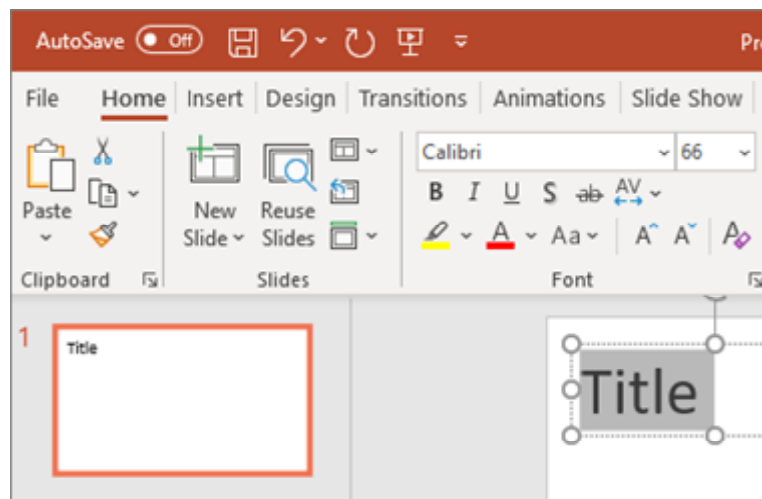 AutoSave Off
File Home Insert Design Transitions Animations Slide Show
Calibri 66
B I U S ab AV
Paste New Slide Reuse Slides A Aa A A A
Clipboard Slides Font
1
Title
Title